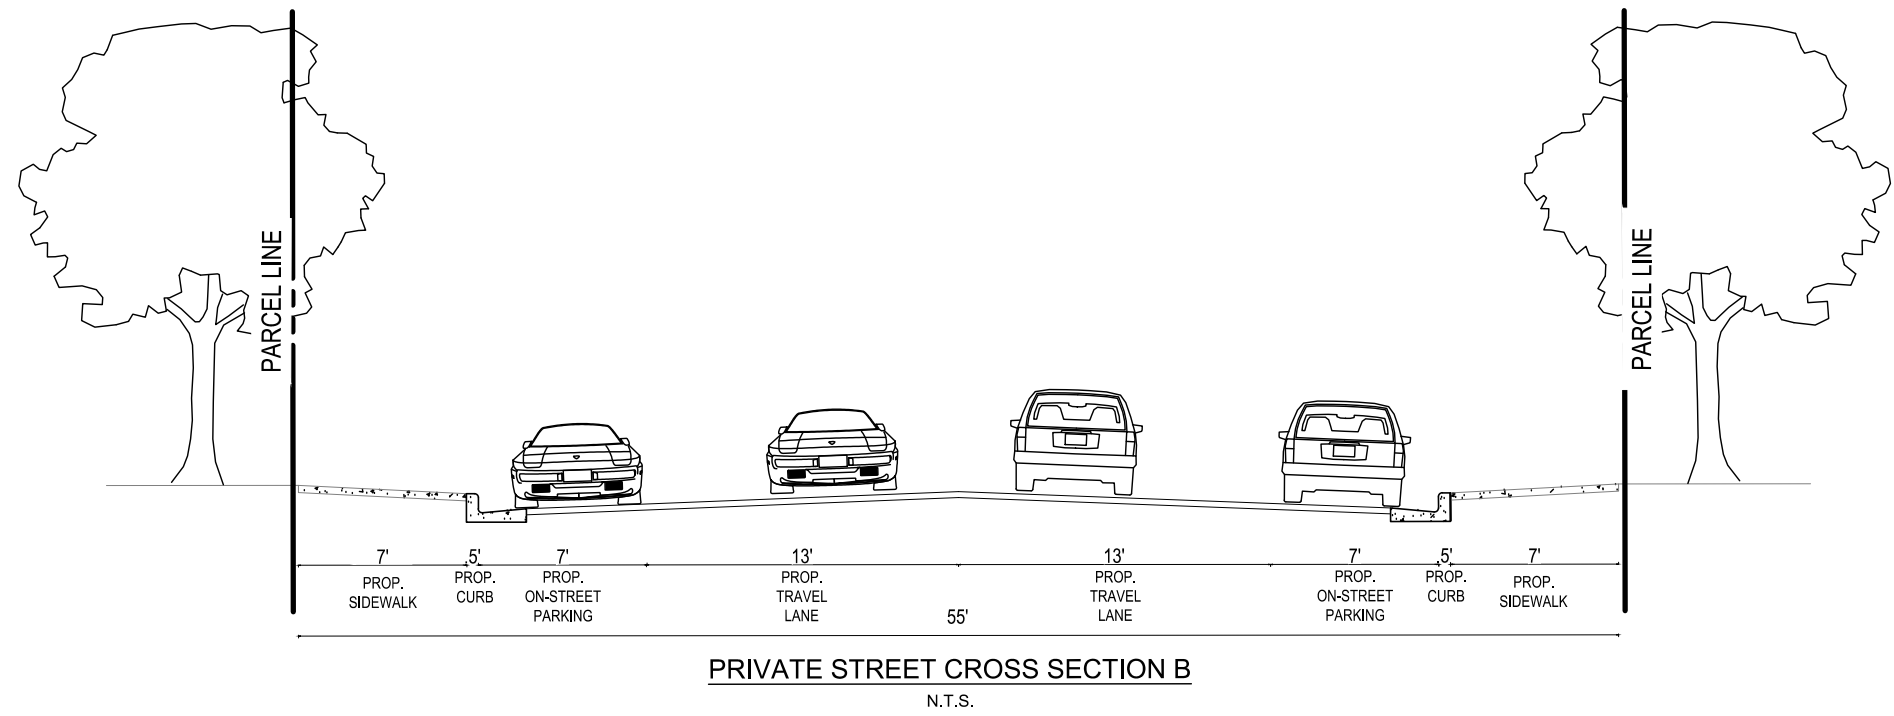 PARCEL LINE
PARCEL LINE
7'
PROP.
SIDEWALK
.5'
PROP.
CURB
7'
PROP.
ON-STREET
PARKING
13'
PROP.
TRAVEL
LANE
13'
PROP.
TRAVEL
LANE
7'
PROP.
ON-STREET
PARKING
.5'
PROP.
CURB
7'
PROP.
SIDEWALK
55'
PRIVATE STREET CROSS SECTION B
N.T.S.